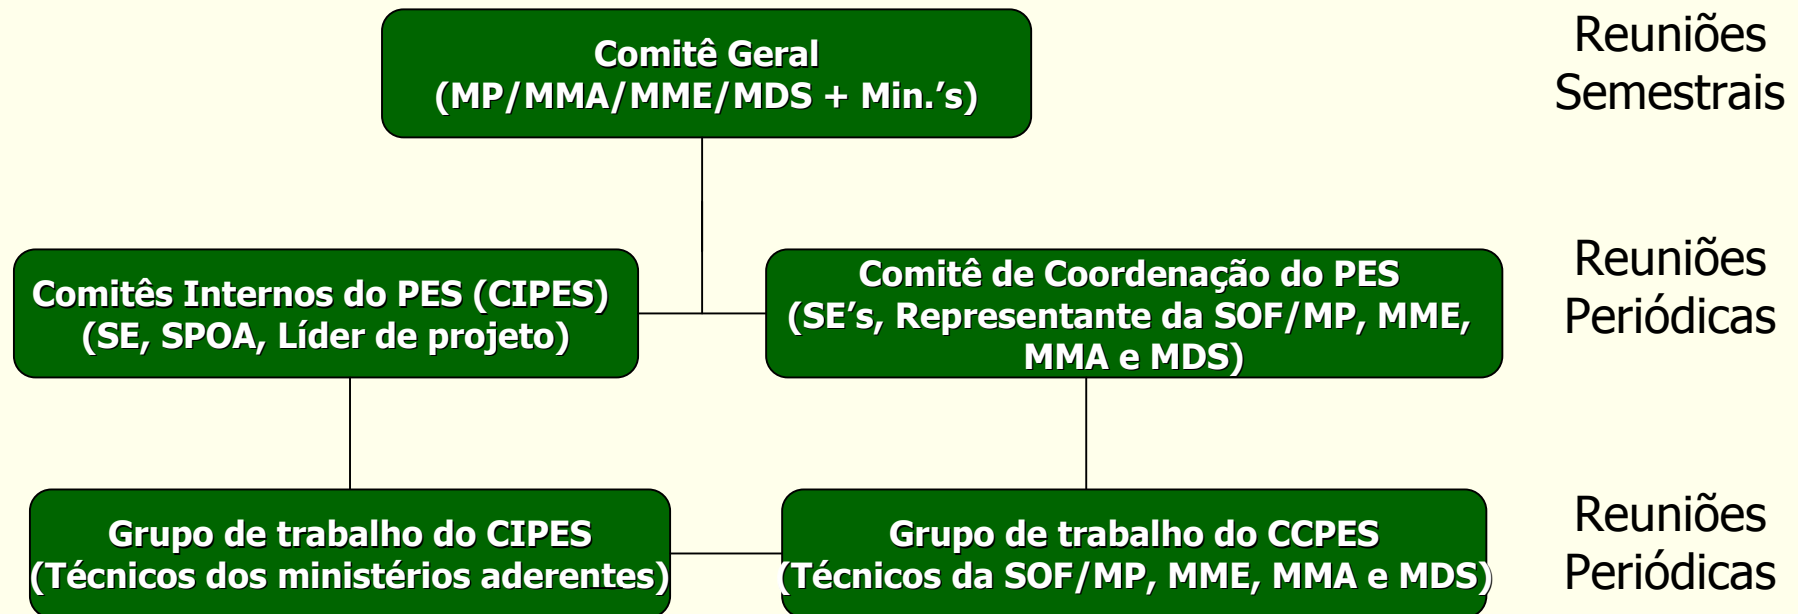 Comitê Geral
(MP/MMA/MME/MDS + Min.’s)
Reuniões
Semestrais
Comitês Internos do PES (CIPES)
(SE, SPOA, Líder de projeto)
Comitê de Coordenação do PES
(SE’s, Representante da SOF/MP, MME,
MMA e MDS)
Reuniões
Periódicas
Grupo de trabalho do CIPES
(Técnicos dos ministérios aderentes)
Grupo de trabalho do CCPES
(Técnicos da SOF/MP, MME, MMA e MDS)
Reuniões
Periódicas